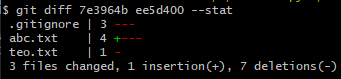 $ git diff 7e3964b ee5d400 --stat
.gitignore | 3 ---
abc.txt | 4 +---
teo.txt | 1 -
3 files changed, 1 insertion(+), 7 deletions(-)